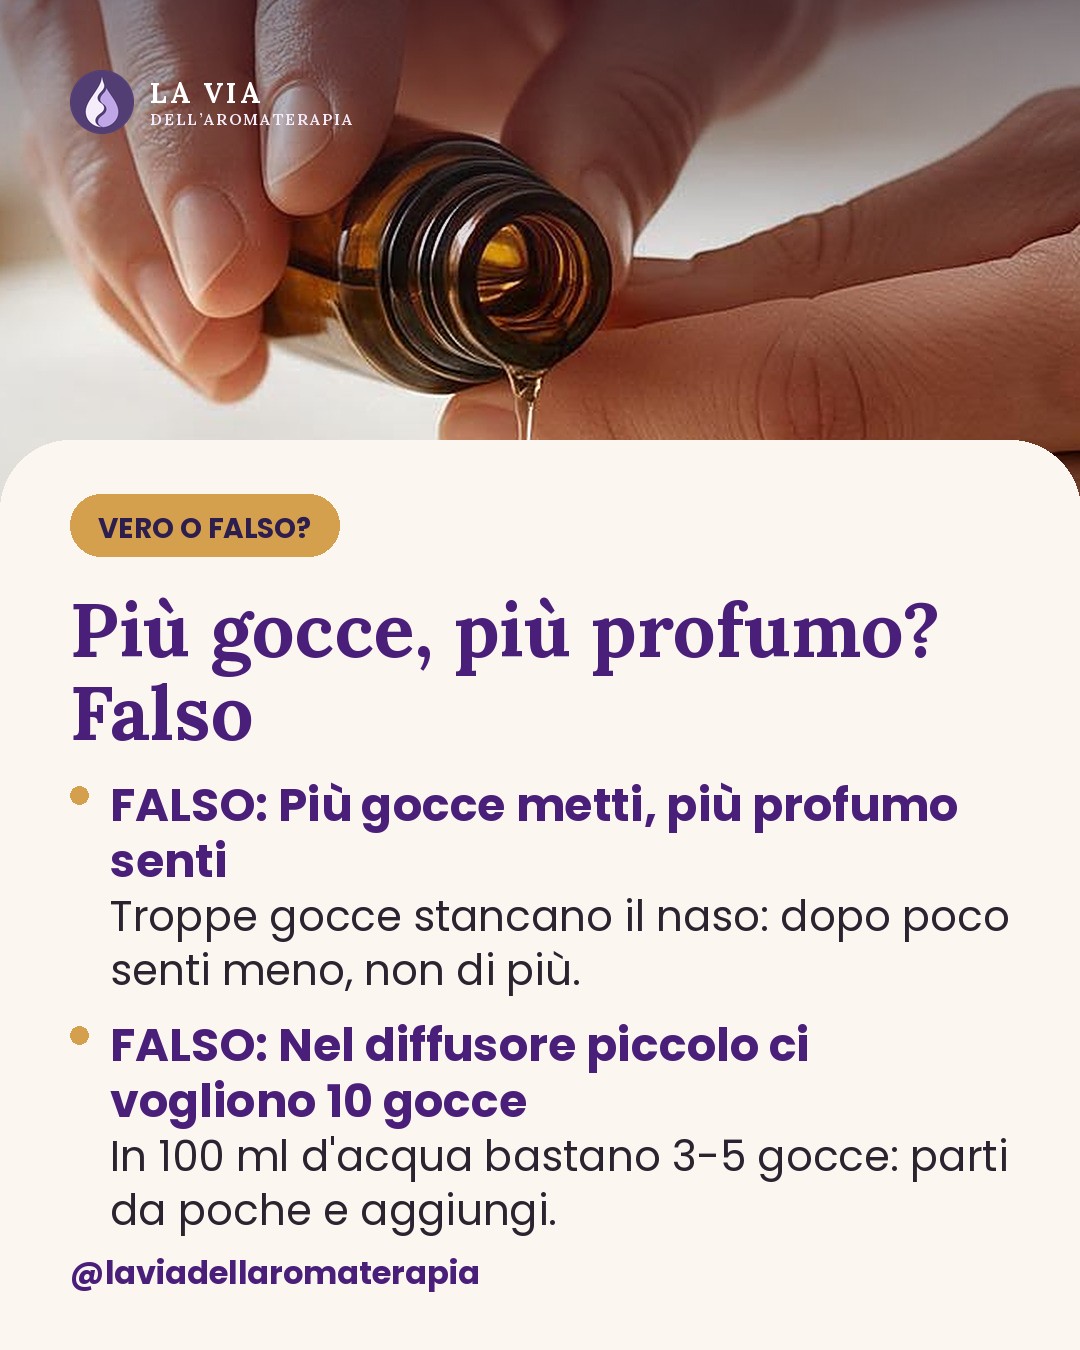 LA VIA
DELL'AROMATERAPIA
VERO O FALSO?
Più gocce, più profumo?
Falso
FALSO: Più gocce metti, più profumo
senti
Troppe gocce stancano il naso: dopo poco
senti meno, non di più.
FALSO: Nel diffusore piccolo ci
vogliono 10 gocce
In 100 ml d'acqua bastano 3-5 gocce: parti
da poche e aggiungi.
@laviadellaromaterapia